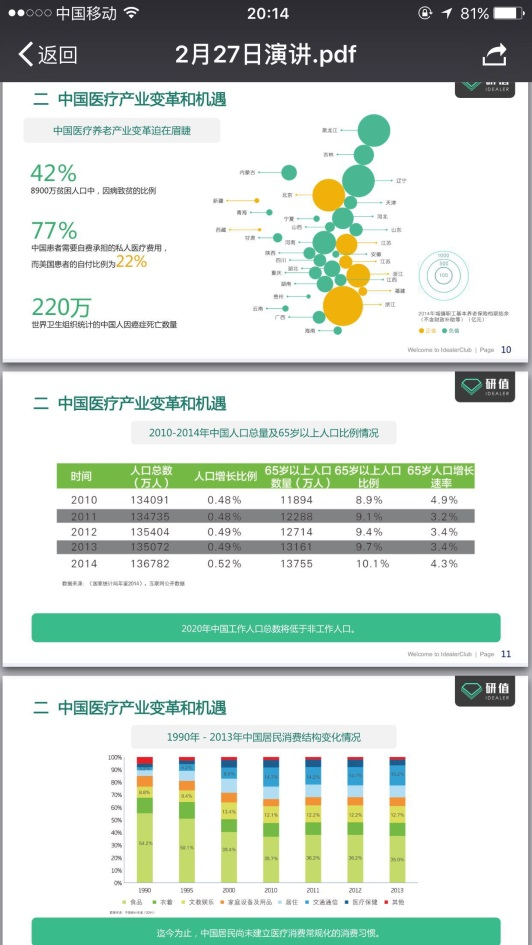 中国移动 20:14 81%
返回 2月27日演讲.pdf
二 中国医疗产业变革和机遇
研值
IDEALER
中国医疗养老产业变革迫在眉睫
42%
8900万贫困人口中，因病致贫的比例
77%
中国患者需要自费承担的私人医疗费用，
而美国患者的自付比例为22%
220万
世界卫生组织统计的中国人因癌症死亡数量
黑龙江
吉林
辽宁
内蒙古
北京
天津
新疆
青海
宁夏
河北
山西
山东
西藏
甘肃
河南
江苏
陕西
安徽
四川
江苏
湖北
重庆
浙江
江西
湖南
贵州
福建
云南
浙江
广西
海南
1000
500
100
2014年城镇职工基本养老保险结余
（不含财政补助等）（亿元）
正值 负值
Welcome to IdealerClub | Page 10
二 中国医疗产业变革和机遇
研值
IDEALER
2010-2014年中国人口总量及65岁以上人口比例情况
时间 人口总数（万人） 人口增长比例 65岁以上人口数量（万人） 65岁以上人口比例 65岁人口增长速率
2010 134091 0.48% 11894 8.9% 4.9%
2011 134735 0.48% 12288 9.1% 3.2%
2012 135404 0.49% 12714 9.4% 3.4%
2013 135072 0.49% 13161 9.7% 3.4%
2014 136782 0.52% 13755 10.1% 4.3%
数据来源：《国家统计局年鉴2014》，互联网公开数据
2020年中国工作人口总数将低于非工作人口。
Welcome to IdealerClub | Page 11
二 中国医疗产业变革和机遇
研值
IDEALER
1990年 - 2013年中国居民消费结构变化情况
100%
90%
80%
70%
60%
50%
40%
30%
20%
10%
0%
54.2% 50.1% 39.4% 35.7% 36.3% 36.2% 35.0%
8.8% 9.4% 13.4% 12.1% 12.2% 12.2% 12.7%
1990 1995 2000 2010 2011 2012 2013
食品 衣着 文教娱乐 家庭设备及用品 居住 交通通信 医疗保健 其他
迄今为止，中国居民尚未建立医疗消费常规化的消费习惯。